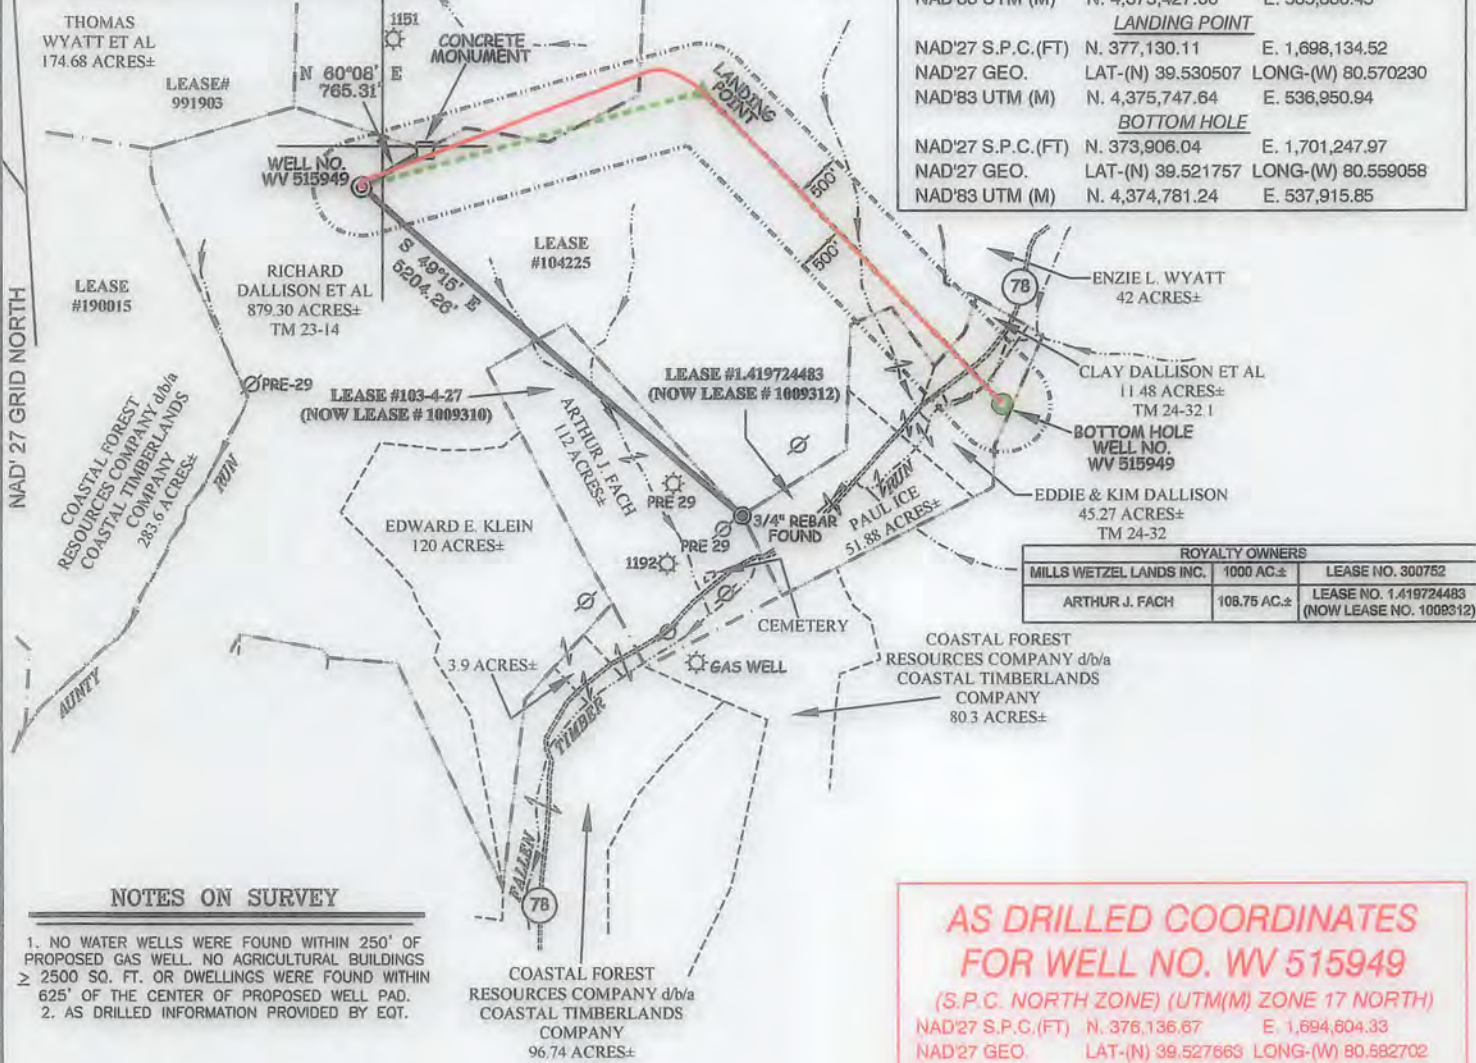 THOMAS
WYATT ET AL
174.68 ACRES±
LEASE#
991903
1151
CONCRETE
MONUMENT
N 60°08' E
765.31'
WELL NO.
WV 515949
LANDING
POINT
500'
500'
LANDING POINT
NAD'27 S.P.C.(FT) N. 377,130.11 E. 1,698,134.52
NAD'27 GEO. LAT-(N) 39.530507 LONG-(W) 80.570230
NAD'83 UTM (M) N. 4,375,747.64 E. 536,950.94
BOTTOM HOLE
NAD'27 S.P.C.(FT) N. 373,906.04 E. 1,701,247.97
NAD'27 GEO. LAT-(N) 39.521757 LONG-(W) 80.559058
NAD'83 UTM (M) N. 4,374,781.24 E. 537,915.85
NAD'27 GRID NORTH
LEASE
#190015
RICHARD
DALLISON ET AL
879.30 ACRES±
TM 23-14
S 49°15' E
5204.26'
LEASE
#104225
ENZIE L. WYATT
42 ACRES±
78
CLAY DALLISON ET AL
11.48 ACRES±
TM 24-32.1
PRE-29
LEASE #103-4-27
(NOW LEASE # 1009310)
LEASE #1.419724483
(NOW LEASE # 1009312)
COASTAL FOREST
RESOURCES COMPANY d/b/a
COASTAL TIMBERLANDS
COMPANY
283.6 ACRES±
RUN
ARTHUR J. FACH
112 ACRES±
BOTTOM HOLE
WELL NO.
WV 515949
EDDIE & KIM DALLISON
45.27 ACRES±
TM 24-32
EDWARD E. KLEIN
120 ACRES±
PRE 29
PRE 29
3/4" REBAR
FOUND
RUN
PAUL ICE
51.88 ACRES±
1192
CEMETERY
ROYALTY OWNERS
MILLS WETZEL LANDS INC. 1000 AC.± LEASE NO. 300752
ARTHUR J. FACH 108.75 AC.± LEASE NO. 1.419724483
(NOW LEASE NO. 1009312)
3.9 ACRES±
GAS WELL
COASTAL FOREST
RESOURCES COMPANY d/b/a
COASTAL TIMBERLANDS
COMPANY
80.3 ACRES±
AUNTY
TIMBER
FALLEN
78
NOTES ON SURVEY
1. NO WATER WELLS WERE FOUND WITHIN 250' OF
PROPOSED GAS WELL. NO AGRICULTURAL BUILDINGS
≥ 2500 SQ. FT. OR DWELLINGS WERE FOUND WITHIN
625' OF THE CENTER OF PROPOSED WELL PAD.
2. AS DRILLED INFORMATION PROVIDED BY EQT.
COASTAL FOREST
RESOURCES COMPANY d/b/a
COASTAL TIMBERLANDS
COMPANY
96.74 ACRES±
AS DRILLED COORDINATES
FOR WELL NO. WV 515949
(S.P.C. NORTH ZONE) (UTM(M) ZONE 17 NORTH)
NAD'27 S.P.C.(FT) N. 376,136.67 E. 1,694,604.33
NAD'27 GEO. LAT-(N) 39.527663 LONG-(W) 80.582702